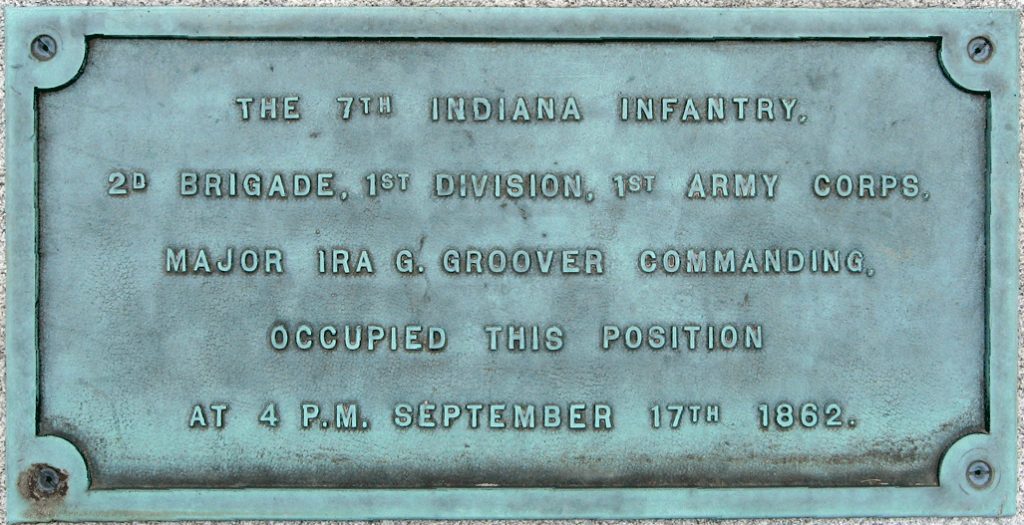 THE 7TH INDIANA INFANTRY,
2D BRIGADE, 1ST DIVISION, 1ST ARMY CORPS,
MAJOR IRA G. GROOVER COMMANDING,
OCCUPIED THIS POSITION
AT 4 P.M. SEPTEMBER 17TH 1862.